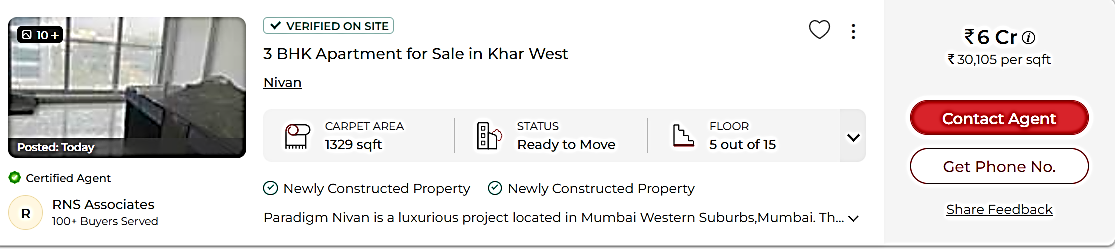 10 +
Posted: Today
Certified Agent
R
RNS Associates
100+ Buyers Served
VERIFIED ON SITE
3 BHK Apartment for Sale in Khar West
Nivan
CARPET AREA
1329 sqft
STATUS
Ready to Move
FLOOR
5 out of 15
Newly Constructed Property
Newly Constructed Property
Paradigm Nivan is a luxurious project located in Mumbai Western Suburbs,Mumbai. Th...
₹6 Cr
₹30,105 per sqft
Contact Agent
Get Phone No.
Share Feedback